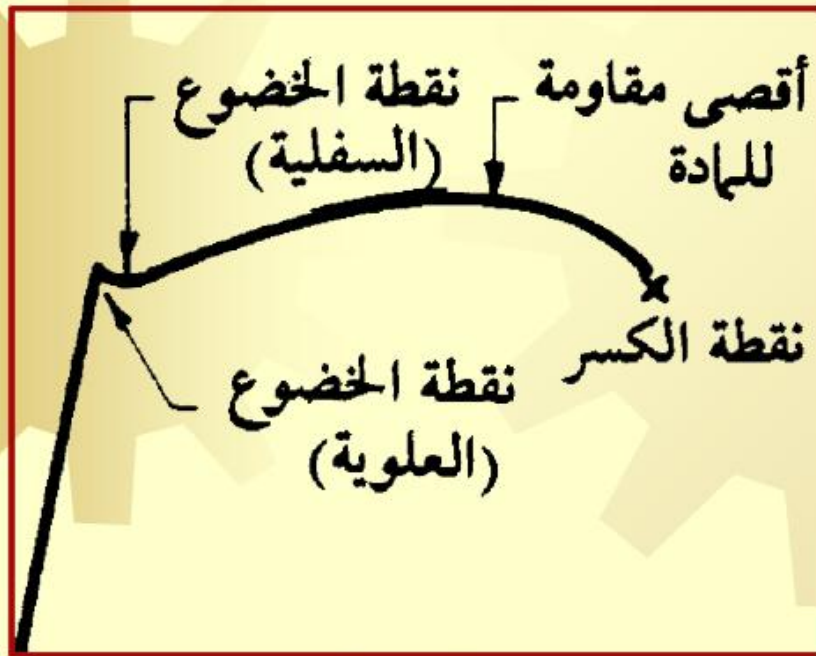 أقصى مقاومة
للمادة
نقطة الخضوع
(السفلية)
نقطة الكسر
نقطة الخضوع
(العلوية)